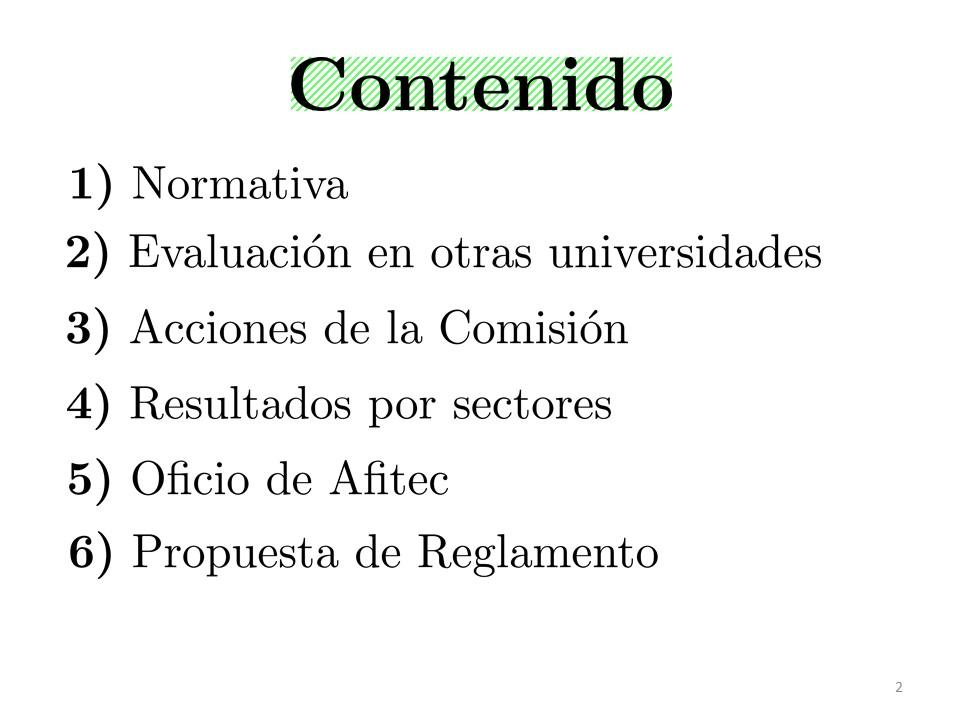 Contenido
1) Normativa
2) Evaluación en otras universidades
3) Acciones de la Comisión
4) Resultados por sectores
5) Oficio de Afitec
6) Propuesta de Reglamento
2